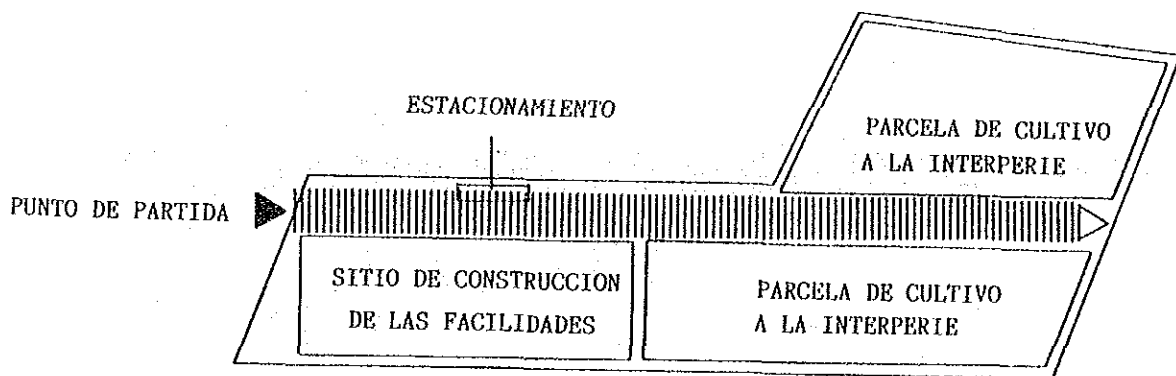 ESTACIONAMIENTO
PARCELA DE CULTIVO
A LA INTERPERIE
PUNTO DE PARTIDA
SITIO DE CONSTRUCCION
DE LAS FACILIDADES
PARCELA DE CULTIVO
A LA INTERPERIE